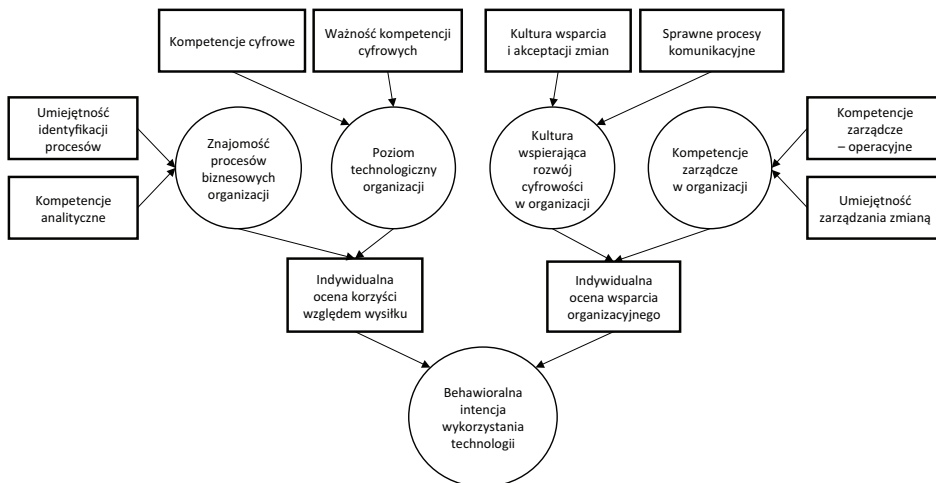 Kompetencje cyfrowe
Ważność kompetencji
cyfrowych
Kultura wsparcia
i akceptacji zmian
Sprawne procesy
komunikacyjne
Umiejętność
identyfikacji
procesów
Kompetencje
analityczne
Znajomość
procesów
biznesowych
organizacji
Poziom
technologiczny
organizacji
Kultura
wspierająca
rozwój
cyfrowości
w organizacji
Kompetencje
zarządcze
w organizacji
Kompetencje
zarządcze
– operacyjne
Umiejętność
zarządzania zmianą
Indywidualna
ocena korzyści
względem wysiłku
Indywidualna
ocena wsparcia
organizacyjnego
Behawioralna
intencja
wykorzystania
technologii